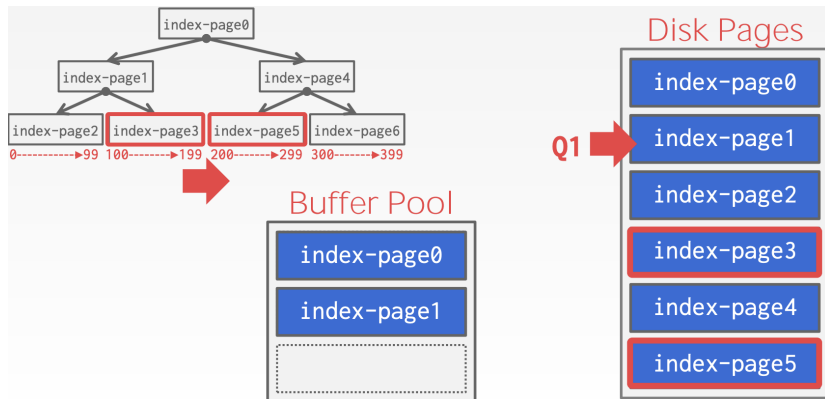 index-page0
index-page1
index-page4
index-page2
index-page3
index-page5
index-page6
0--------▶99 100------▶199 200------▶299 300------▶399
Buffer Pool
index-page0
index-page1
Disk Pages
index-page0
Q1
index-page1
index-page2
index-page3
index-page4
index-page5